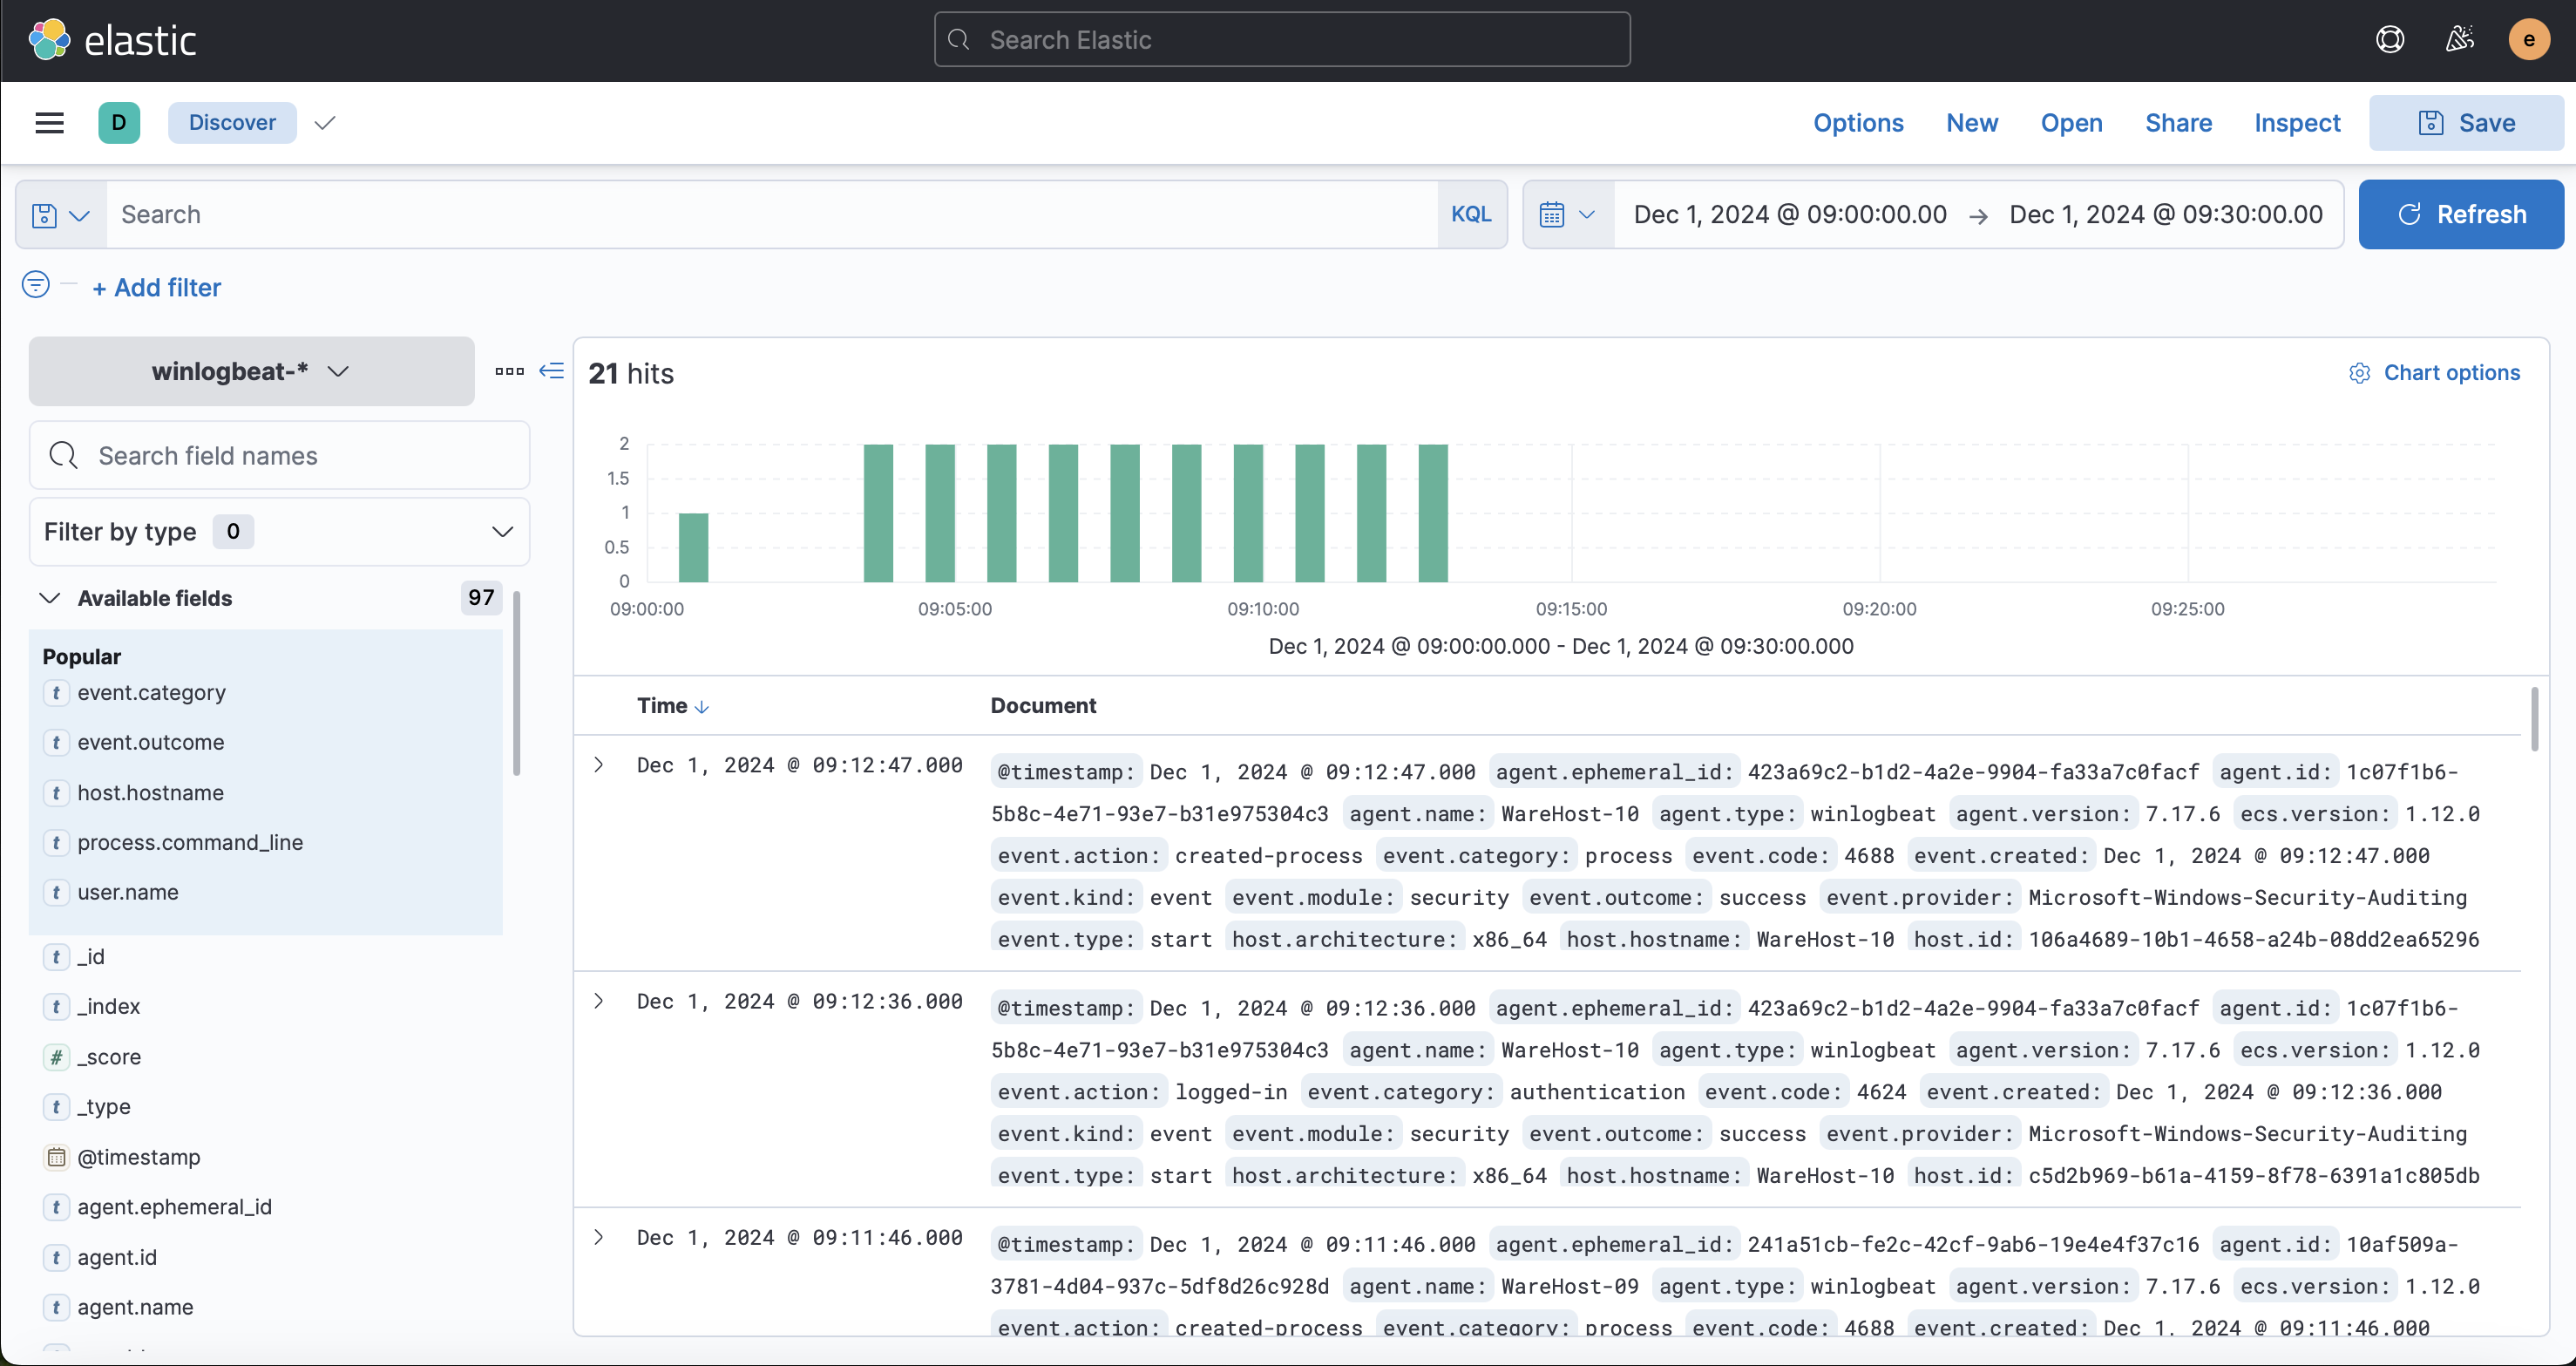 elastic
Search Elastic
e
D Discover
Options New Open Share Inspect Save
Search KQL
Dec 1, 2024 @ 09:00:00.00 → Dec 1, 2024 @ 09:30:00.00
Refresh
+ Add filter
winlogbeat-*
Search field names
Filter by type 0
Available fields 97
Popular
t event.category
t event.outcome
t host.hostname
t process.command_line
t user.name
t _id
t _index
# _score
t _type
@timestamp
t agent.ephemeral_id
t agent.id
t agent.name
21 hits
Chart options
2
1.5
1
0.5
0
09:00:00 09:05:00 09:10:00 09:15:00 09:20:00 09:25:00
Dec 1, 2024 @ 09:00:00.000 - Dec 1, 2024 @ 09:30:00.000
Time ↓ Document
Dec 1, 2024 @ 09:12:47.000
@timestamp: Dec 1, 2024 @ 09:12:47.000 agent.ephemeral_id: 423a69c2-b1d2-4a2e-9904-fa33a7c0facf agent.id: 1c07f1b6-
5b8c-4e71-93e7-b31e975304c3 agent.name: WareHost-10 agent.type: winlogbeat agent.version: 7.17.6 ecs.version: 1.12.0
event.action: created-process event.category: process event.code: 4688 event.created: Dec 1, 2024 @ 09:12:47.000
event.kind: event event.module: security event.outcome: success event.provider: Microsoft-Windows-Security-Auditing
event.type: start host.architecture: x86_64 host.hostname: WareHost-10 host.id: 106a4689-10b1-4658-a24b-08dd2ea65296
Dec 1, 2024 @ 09:12:36.000
@timestamp: Dec 1, 2024 @ 09:12:36.000 agent.ephemeral_id: 423a69c2-b1d2-4a2e-9904-fa33a7c0facf agent.id: 1c07f1b6-
5b8c-4e71-93e7-b31e975304c3 agent.name: WareHost-10 agent.type: winlogbeat agent.version: 7.17.6 ecs.version: 1.12.0
event.action: logged-in event.category: authentication event.code: 4624 event.created: Dec 1, 2024 @ 09:12:36.000
event.kind: event event.module: security event.outcome: success event.provider: Microsoft-Windows-Security-Auditing
event.type: start host.architecture: x86_64 host.hostname: WareHost-10 host.id: c5d2b969-b61a-4159-8f78-6391a1c805db
Dec 1, 2024 @ 09:11:46.000
@timestamp: Dec 1, 2024 @ 09:11:46.000 agent.ephemeral_id: 241a51cb-fe2c-42cf-9ab6-19e4e4f37c16 agent.id: 10af509a-
3781-4d04-937c-5df8d26c928d agent.name: WareHost-09 agent.type: winlogbeat agent.version: 7.17.6 ecs.version: 1.12.0
event.action: created-process event.category: process event.code: 4688 event.created: Dec 1, 2024 @ 09:11:46.000